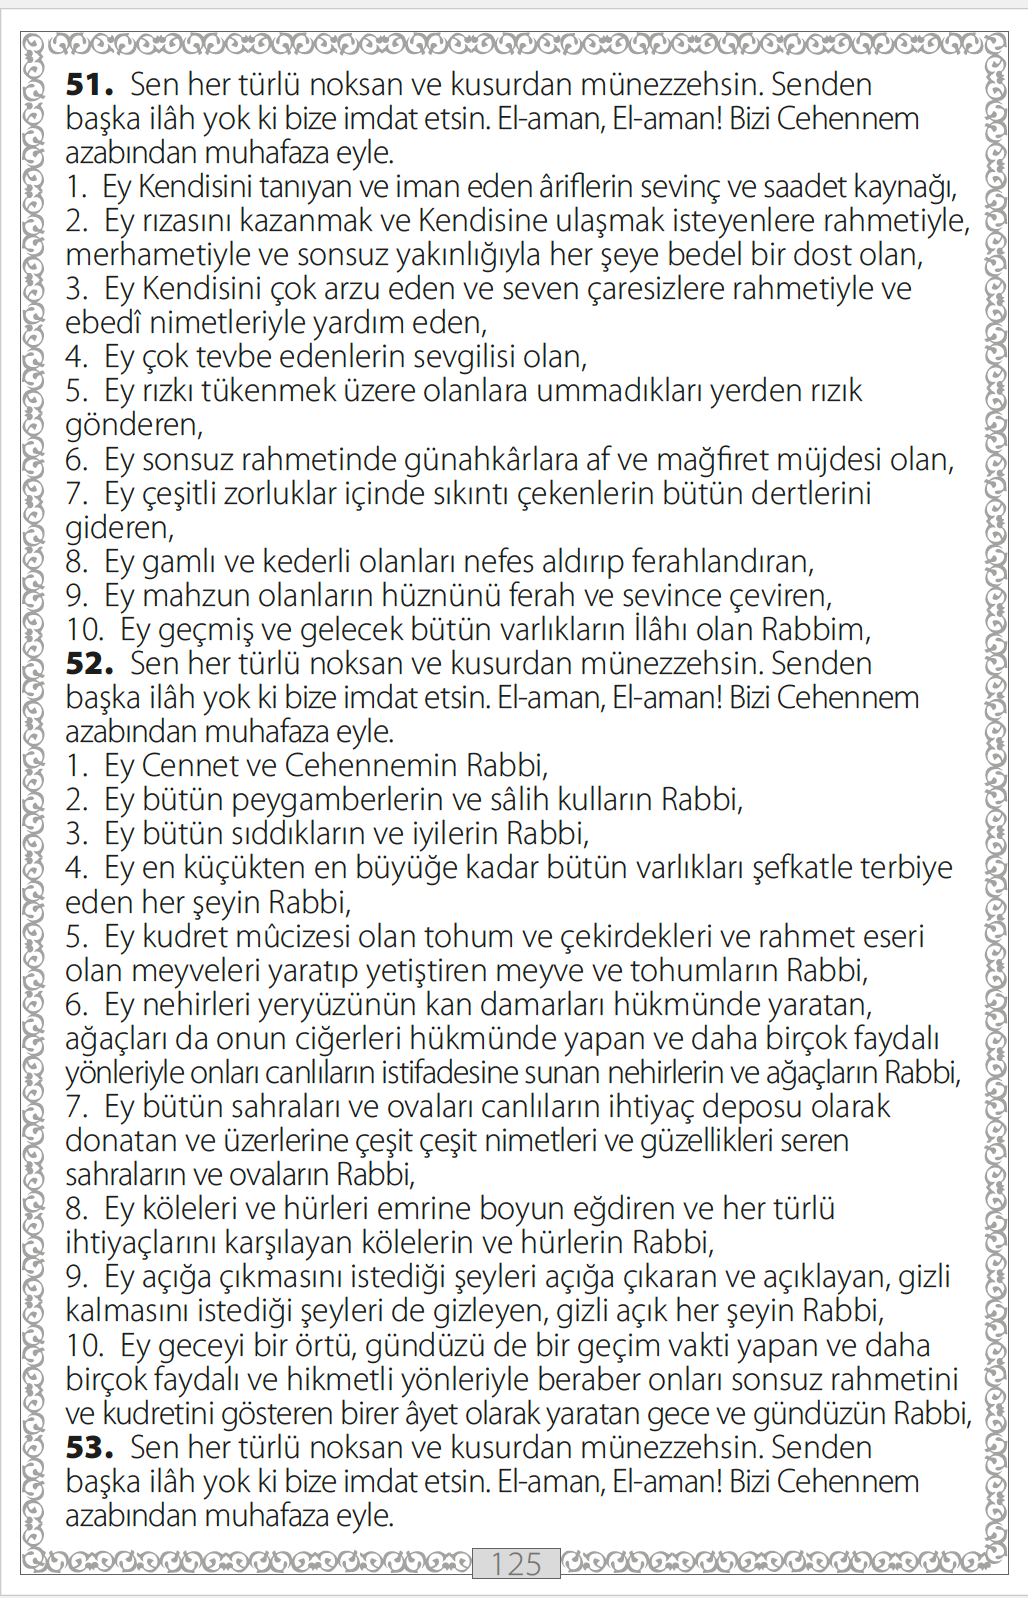 51. Sen her türlü noksan ve kusurdan münezzehsin. Senden
başka ilâh yok ki bize imdat etsin. El-aman, El-aman! Bizi Cehennem
azabından muhafaza eyle.
1. Ey Kendisini tanıyan ve iman eden âriflerin sevinç ve saadet kaynağı,
2. Ey rızasını kazanmak ve Kendisine ulaşmak isteyenlere rahmetiyle,
merhametiyle ve sonsuz yakınlığıyla her şeye bedel bir dost olan,
3. Ey Kendisini çok arzu eden ve seven çaresizlere rahmetiyle ve
ebedî nimetleriyle yardım eden,
4. Ey çok tevbe edenlerin sevgilisi olan,
5. Ey rızkı tükenmek üzere olanlara ummadıkları yerden rızık
gönderen,
6. Ey sonsuz rahmetinde günahkârlara af ve mağfiret müjdesi olan,
7. Ey çeşitli zorluklar içinde sıkıntı çekenlerin bütün dertlerini
gideren,
8. Ey gamlı ve kederli olanları nefes aldırıp ferahlandıran,
9. Ey mahzun olanların hüznünü ferah ve sevince çeviren,
10. Ey geçmiş ve gelecek bütün varlıkların İlâhı olan Rabbim,
52. Sen her türlü noksan ve kusurdan münezzehsin. Senden
başka ilâh yok ki bize imdat etsin. El-aman, El-aman! Bizi Cehennem
azabından muhafaza eyle.
1. Ey Cennet ve Cehennemin Rabbi,
2. Ey bütün peygamberlerin ve sâlih kulların Rabbi,
3. Ey bütün sıddıkların ve iyilerin Rabbi,
4. Ey en küçükten en büyüğe kadar bütün varlıkları şefkatle terbiye
eden her şeyin Rabbi,
5. Ey kudret mûcizesi olan tohum ve çekirdekleri ve rahmet eseri
olan meyveleri yaratıp yetiştiren meyve ve tohumların Rabbi,
6. Ey nehirleri yeryüzünün kan damarları hükmünde yaratan,
ağaçları da onun ciğerleri hükmünde yapan ve daha birçok faydalı
yönleriyle onları canlıların istifadesine sunan nehirlerin ve ağaçların Rabbi,
7. Ey bütün sahraları ve ovaları canlıların ihtiyaç deposu olarak
donatan ve üzerlerine çeşit çeşit nimetleri ve güzellikleri seren
sahraların ve ovaların Rabbi,
8. Ey köleleri ve hürleri emrine boyun eğdiren ve her türlü
ihtiyaçlarını karşılayan kölelerin ve hürlerin Rabbi,
9. Ey açığa çıkmasını istediği şeyleri açığa çıkaran ve açıklayan, gizli
kalmasını istediği şeyleri de gizleyen, gizli açık her şeyin Rabbi,
10. Ey geceyi bir örtü, gündüzü de bir geçim vakti yapan ve daha
birçok faydalı ve hikmetli yönleriyle beraber onları sonsuz rahmetini
ve kudretini gösteren birer âyet olarak yaratan gece ve gündüzün Rabbi,
53. Sen her türlü noksan ve kusurdan münezzehsin. Senden
başka ilâh yok ki bize imdat etsin. El-aman, El-aman! Bizi Cehennem
azabından muhafaza eyle.
125